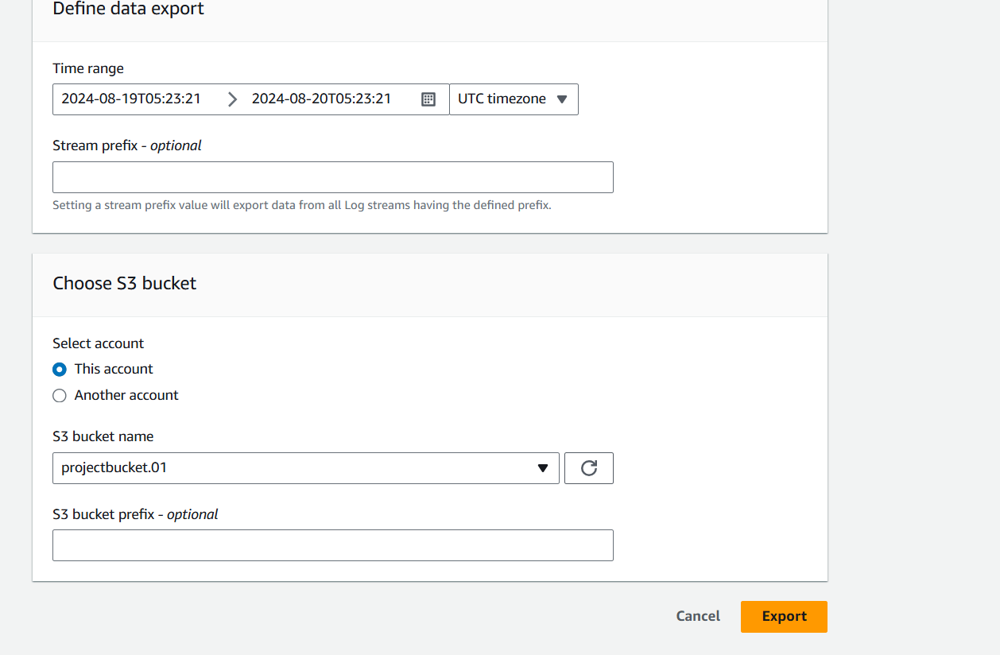 Define data export
Time range
2024-08-19T05:23:21 2024-08-20T05:23:21 UTC timezone
Stream prefix - optional
Setting a stream prefix value will export data from all Log streams having the defined prefix.
Choose S3 bucket
Select account
This account
Another account
S3 bucket name
projectbucket.01
S3 bucket prefix - optional
Cancel Export